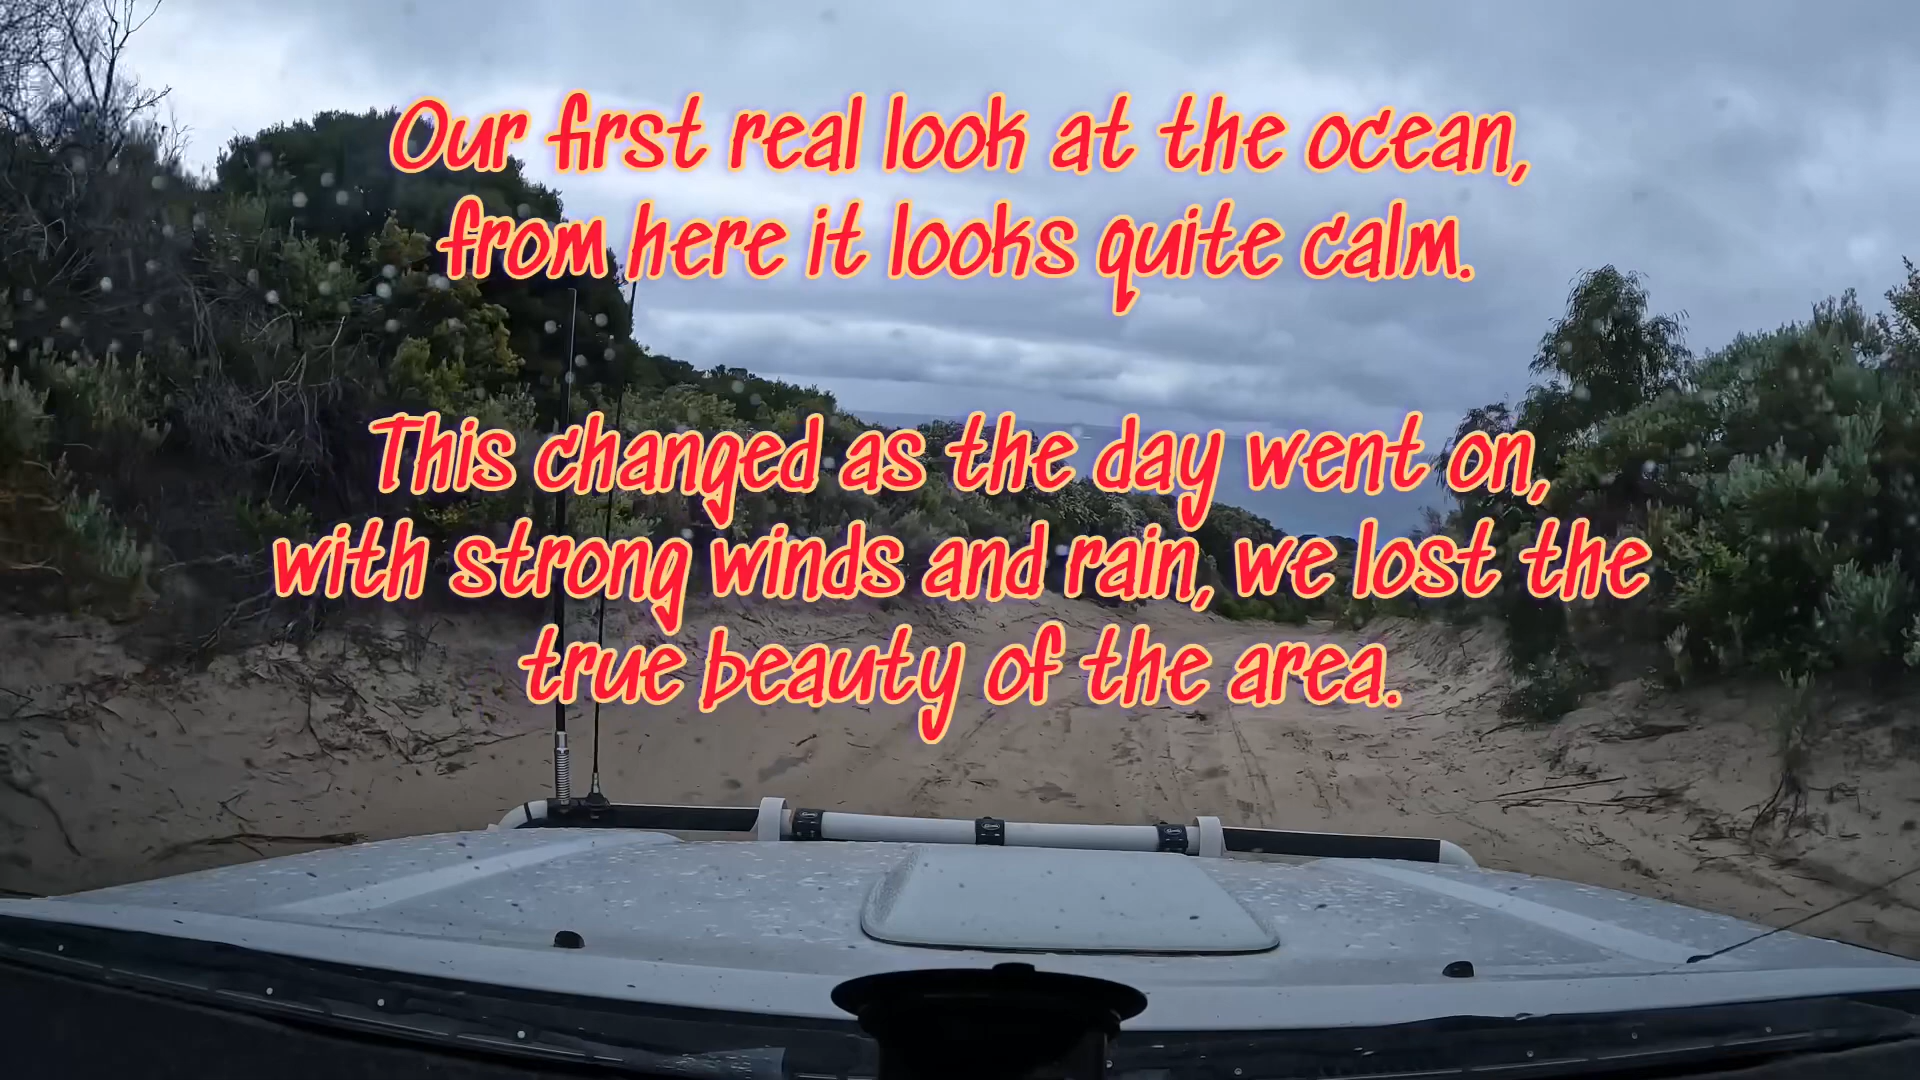 Our first real look at the ocean,
from here it looks quite calm.
This changed as the day went on,
with strong winds and rain, we lost the
true beauty of the area.